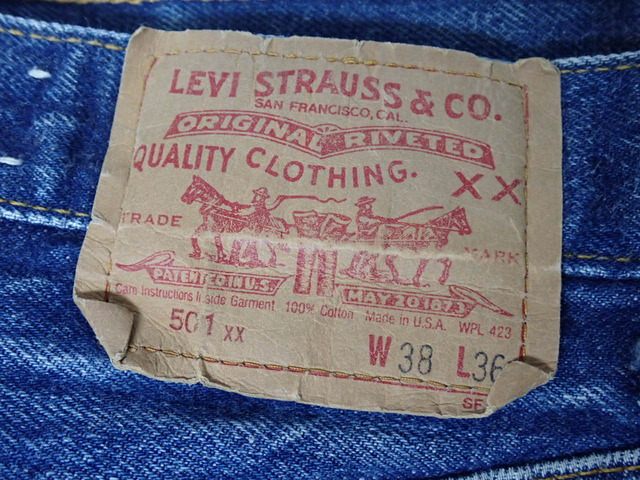 LEVI STRAUSS & CO.
SAN FRANCISCO, CAL.
ORIGINAL RIVETED
QUALITY CLOTHING.
XX
TRADE MARK
PATENTED IN U.S. MAY 20 1873
Care Instructions Inside Garment 100% Cotton Made in U.S.A. WPL 423
501 XX
W 38 L 36